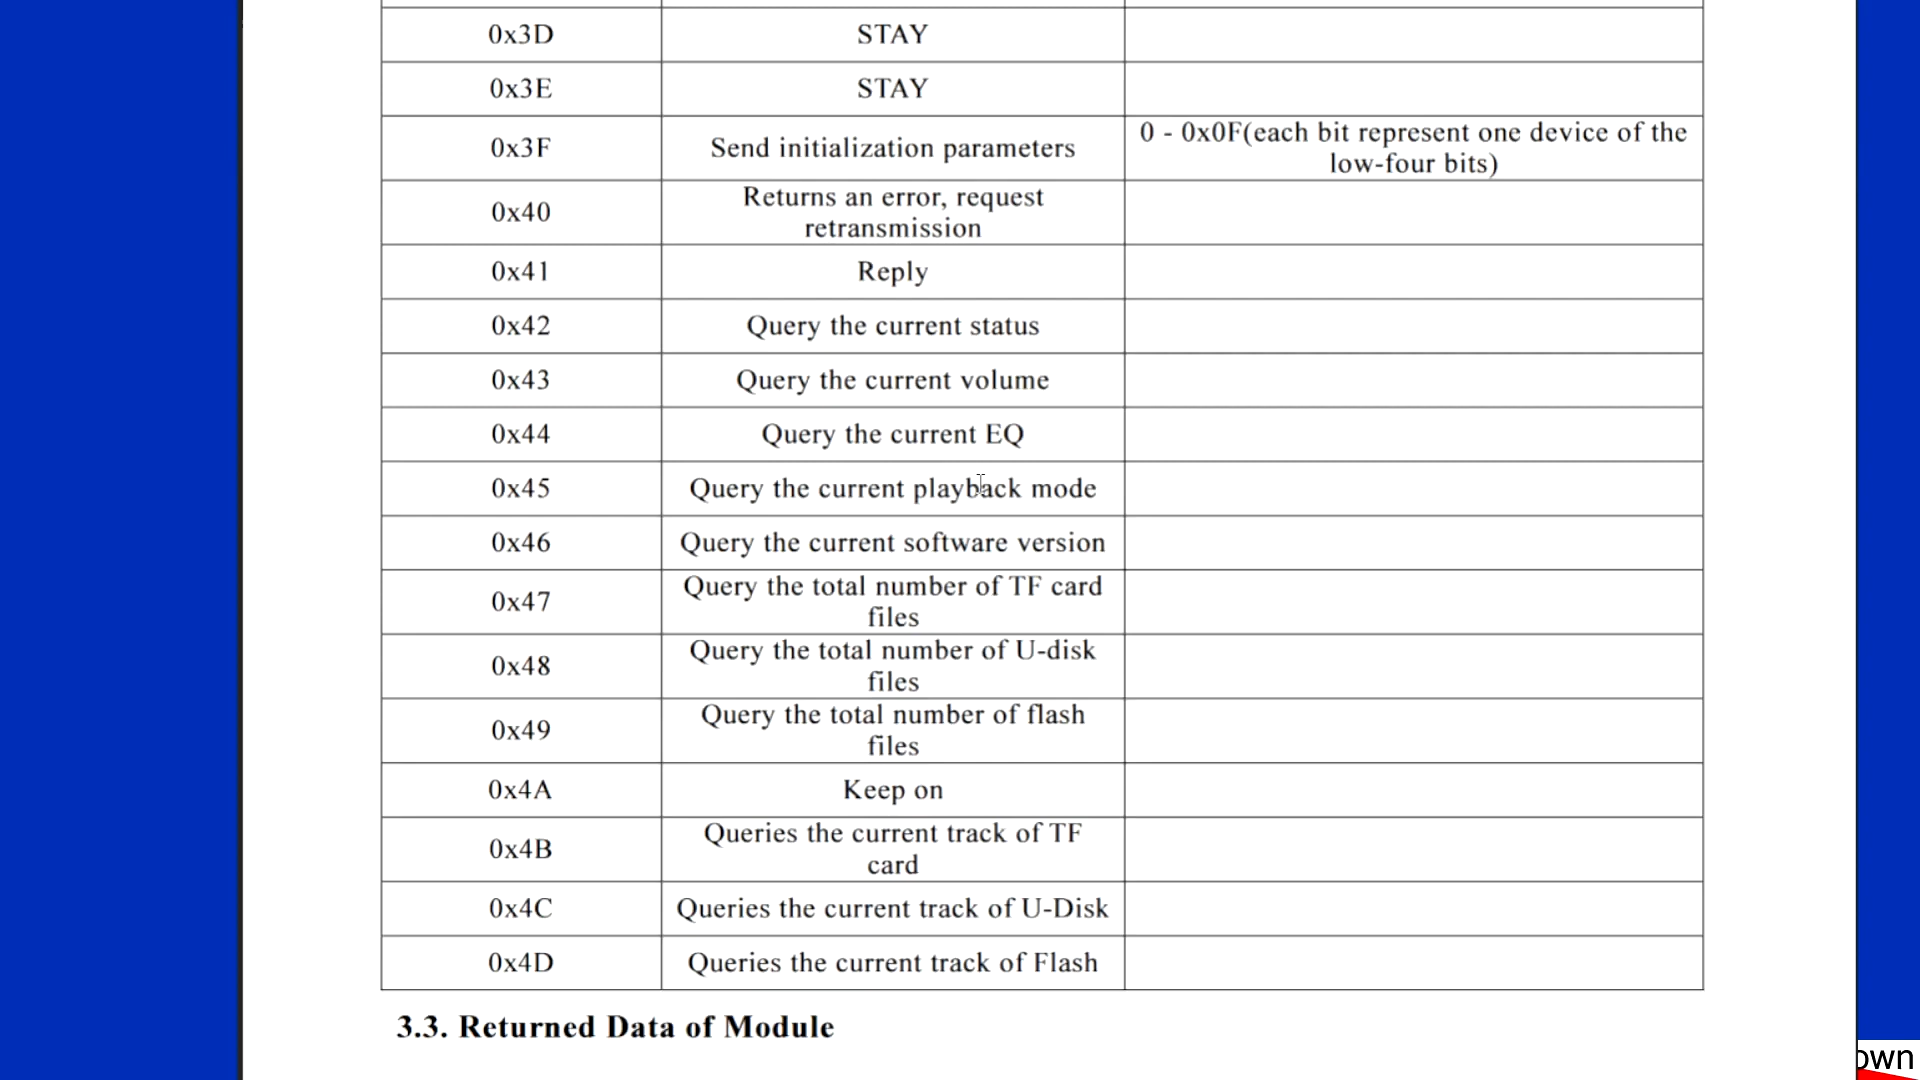 0x3D STAY
0x3E STAY
0x3F Send initialization parameters 0 - 0x0F(each bit represent one device of the
low-four bits)
0x40 Returns an error, request
retransmission
0x41 Reply
0x42 Query the current status
0x43 Query the current volume
0x44 Query the current EQ
0x45 Query the current playback mode
0x46 Query the current software version
0x47 Query the total number of TF card
files
0x48 Query the total number of U-disk
files
0x49 Query the total number of flash
files
0x4A Keep on
0x4B Queries the current track of TF
card
0x4C Queries the current track of U-Disk
0x4D Queries the current track of Flash
3.3. Returned Data of Module
own